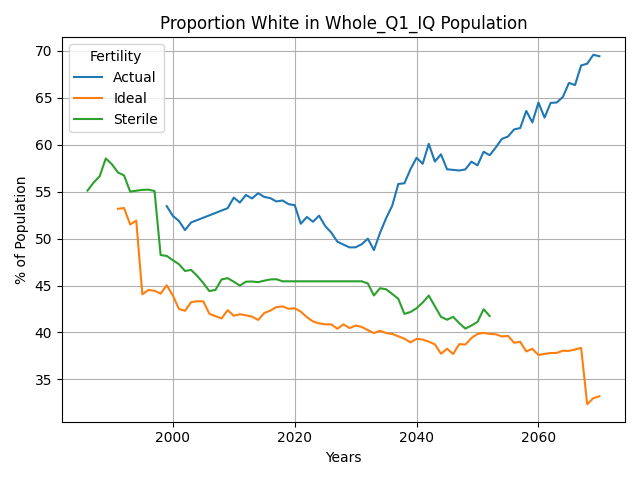 Proportion White in Whole_Q1_IQ Population
Fertility
Actual
Ideal
Sterile
% of Population
70
65
60
55
50
45
40
35
2000
2020
2040
2060
Years